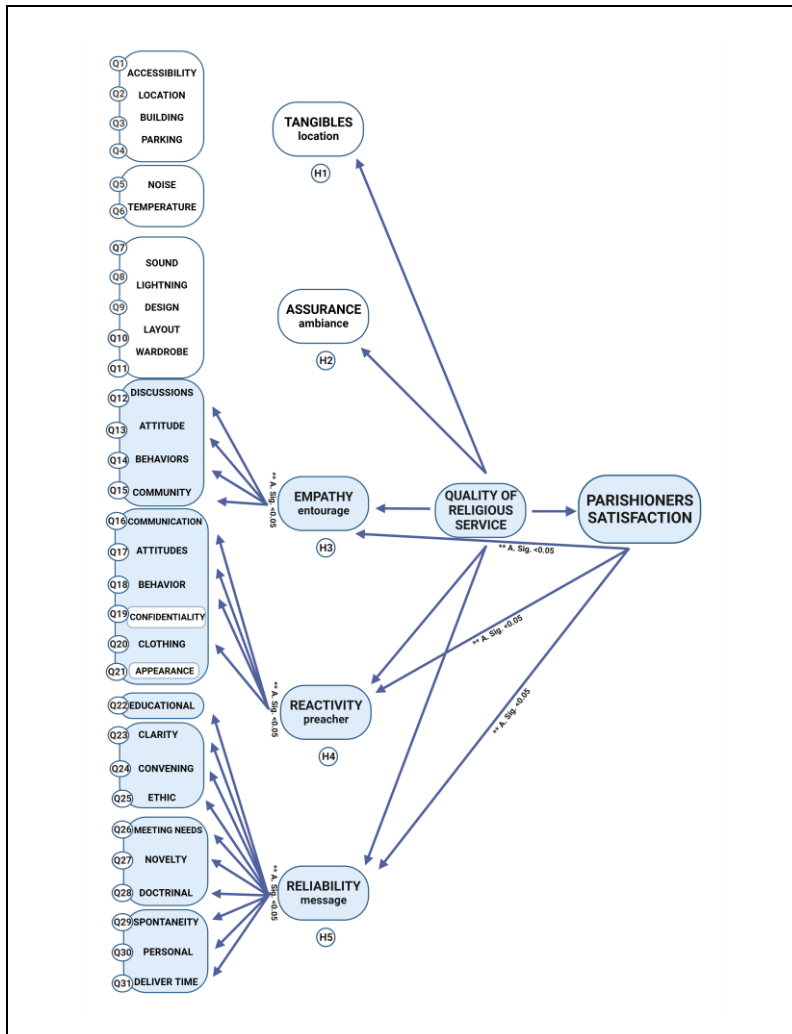 Q1
ACCESSIBILITY
Q2
LOCATION
Q3
BUILDING
Q4
PARKING
Q5
NOISE
Q6
TEMPERATURE
Q7
SOUND
Q8
LIGHTNING
Q9
DESIGN
Q10
LAYOUT
WARDROBE
Q11
Q12
DISCUSSIONS
Q13
ATTITUDE
Q14
BEHAVIORS
Q15
COMMUNITY
Q16
COMMUNICATION
Q17
ATTITUDES
Q18
BEHAVIOR
Q19
CONFIDENTIALITY
Q20
CLOTHING
Q21
APPEARANCE
Q22
EDUCATIONAL
Q23
CLARITY
Q24
CONVENING
Q25
ETHIC
Q26
MEETING NEEDS
Q27
NOVELTY
Q28
DOCTRINAL
Q29
SPONTANEITY
Q30
PERSONAL
Q31
DELIVER TIME
** A. Sig. <0.05
** A. Sig. <0.05
** A. Sig. <0.05
TANGIBLES
location
H1
ASSURANCE
ambiance
H2
EMPATHY
entourage
H3
REACTIVITY
preacher
H4
RELIABILITY
message
H5
QUALITY OF
RELIGIOUS
SERVICE
** A. Sig. <0.05
** A. Sig. <0.05
** A. Sig. <0.05
PARISHIONERS
SATISFACTION